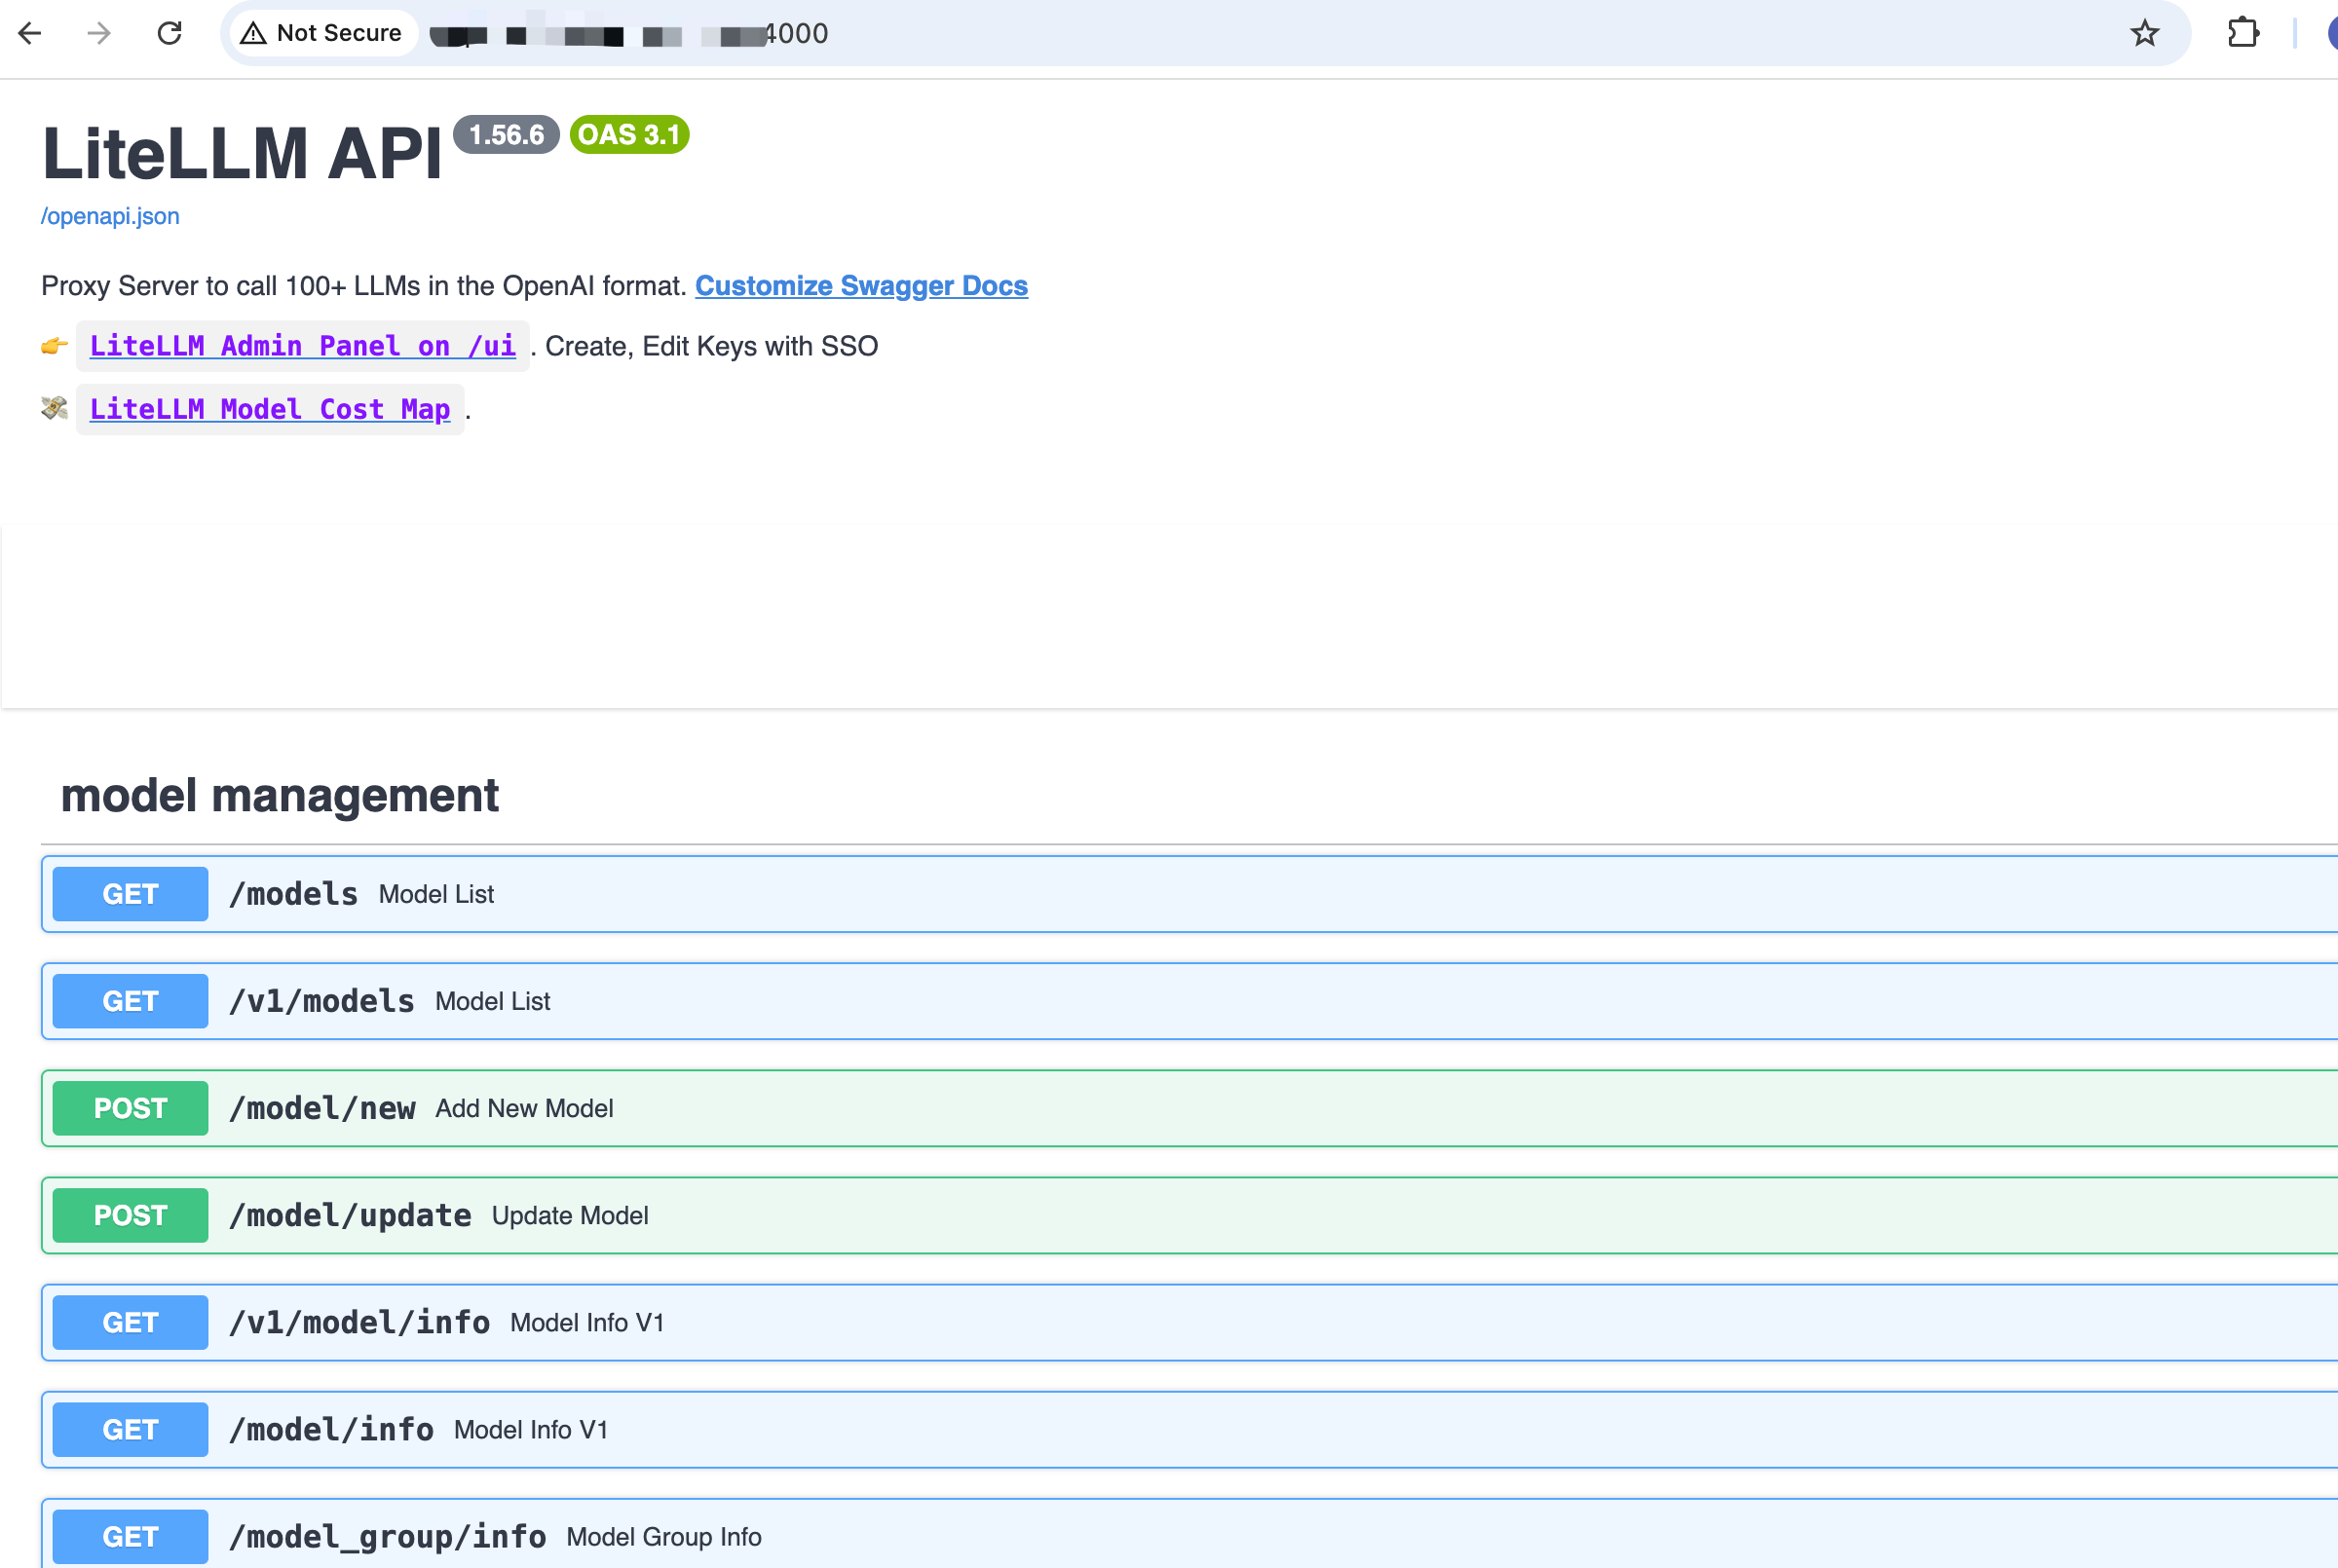 Not Secure 4000
LiteLLM API 1.56.6 OAS 3.1
/openapi.json
Proxy Server to call 100+ LLMs in the OpenAI format. Customize Swagger Docs
👉 LiteLLM Admin Panel on /ui. Create, Edit Keys with SSO
💸 LiteLLM Model Cost Map.
model management
GET /models Model List
GET /v1/models Model List
POST /model/new Add New Model
POST /model/update Update Model
GET /v1/model/info Model Info V1
GET /model/info Model Info V1
GET /model_group/info Model Group Info